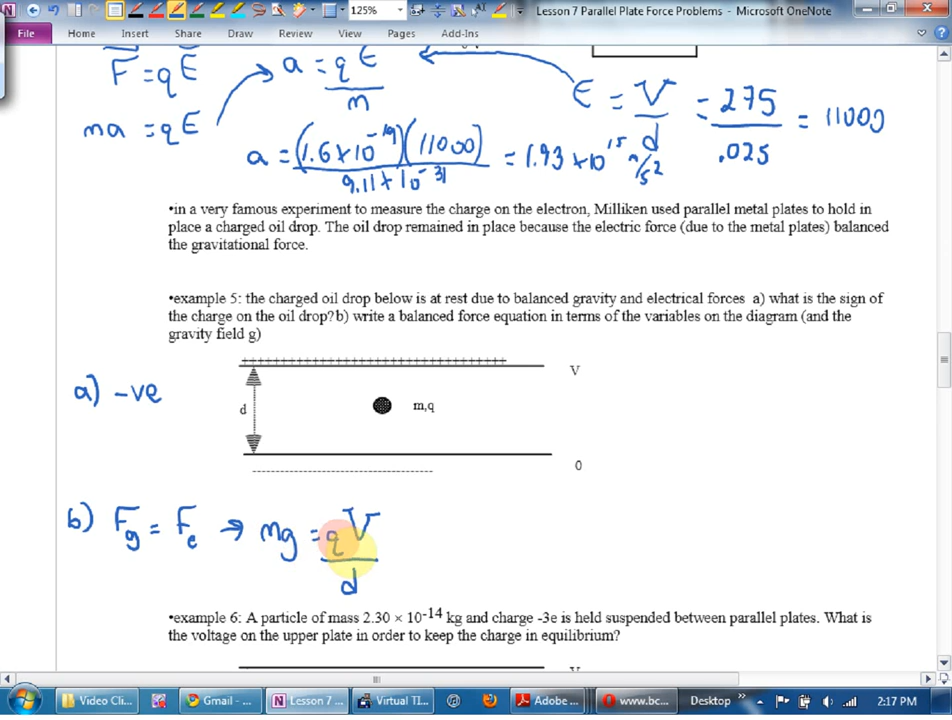 Lesson 7 Parallel Plate Force Problems - Microsoft OneNote
125%
File Home Insert Share Draw Review View Pages Add-Ins
F = qE
a = qE
m
E = V = 275 = 11000
d .025
ma = qE
a = (1.6×10^-19)(11000) = 1.93 ×10^15 m/s^2
9.11×10^-31
•in a very famous experiment to measure the charge on the electron, Milliken used parallel metal plates to hold in
place a charged oil drop. The oil drop remained in place because the electric force (due to the metal plates) balanced
the gravitational force.
•example 5: the charged oil drop below is at rest due to balanced gravity and electrical forces a) what is the sign of
the charge on the oil drop?b) write a balanced force equation in terms of the variables on the diagram (and the
gravity field g)
V
a) -ve
d
m,q
0
b) Fg = Fe → mg = qV
d
•example 6: A particle of mass 2.30 × 10^-14 kg and charge -3e is held suspended between parallel plates. What is
the voltage on the upper plate in order to keep the charge in equilibrium?
Video Cli... Gmail - ... Lesson 7 ... Virtual TI... Adobe ... www.bc... Desktop » 2:17 PM